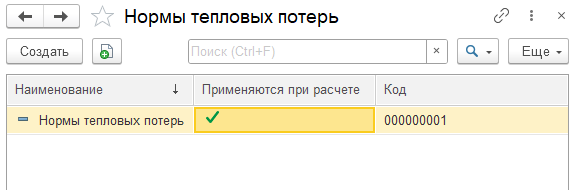 Нормы тепловых потерь
Создать Поиск (Ctrl+F) × Еще
Наименование ↓ Применяются при расчете Код
Нормы тепловых потерь 000000001